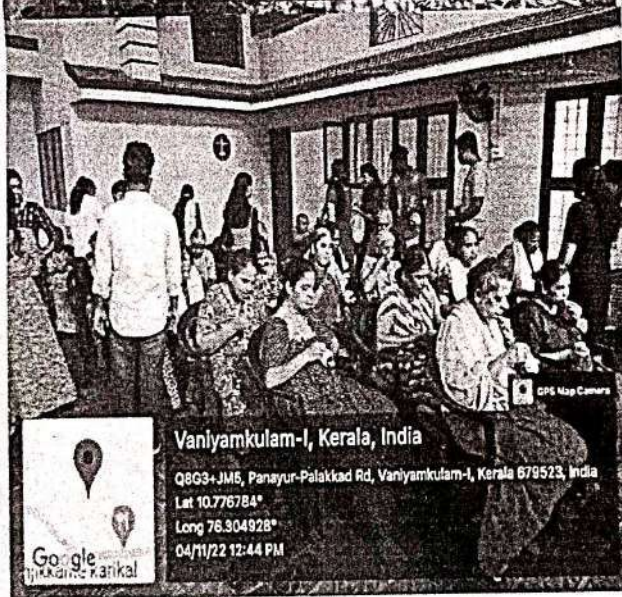 GPS Map Camera
Vaniyamkulam-I, Kerala, India
Q8G3+JM5, Panayur-Palakkad Rd, Vaniyamkulam-I, Kerala 679523, India
Lat 10.776784°
Long 76.304928°
04/11/22 12:44 PM
Google